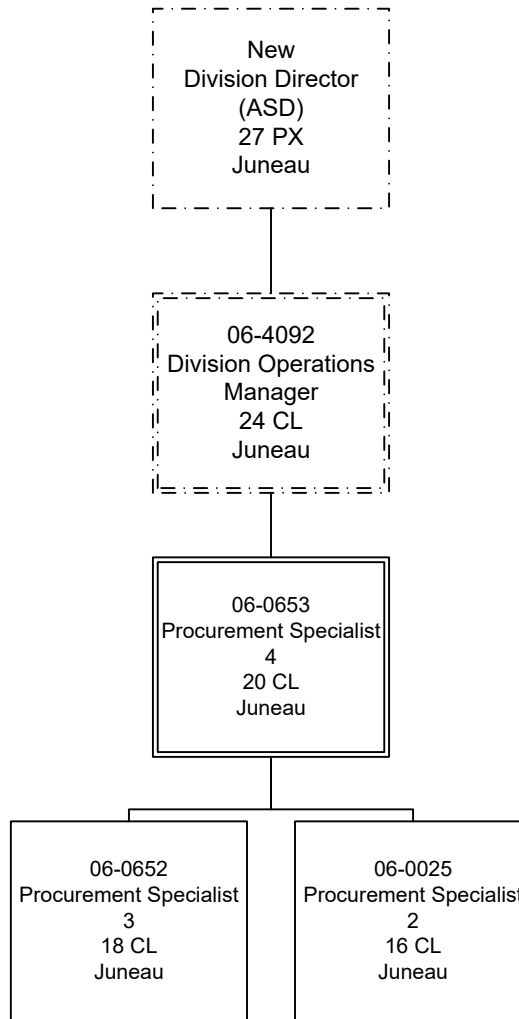 New
Division Director
(ASD)
27 PX
Juneau
06-4092
Division Operations
Manager
24 CL
Juneau
06-0653
Procurement Specialist
4
20 CL
Juneau
06-0652
Procurement Specialist
3
18 CL
Juneau
06-0025
Procurement Specialist
2
16 CL
Juneau